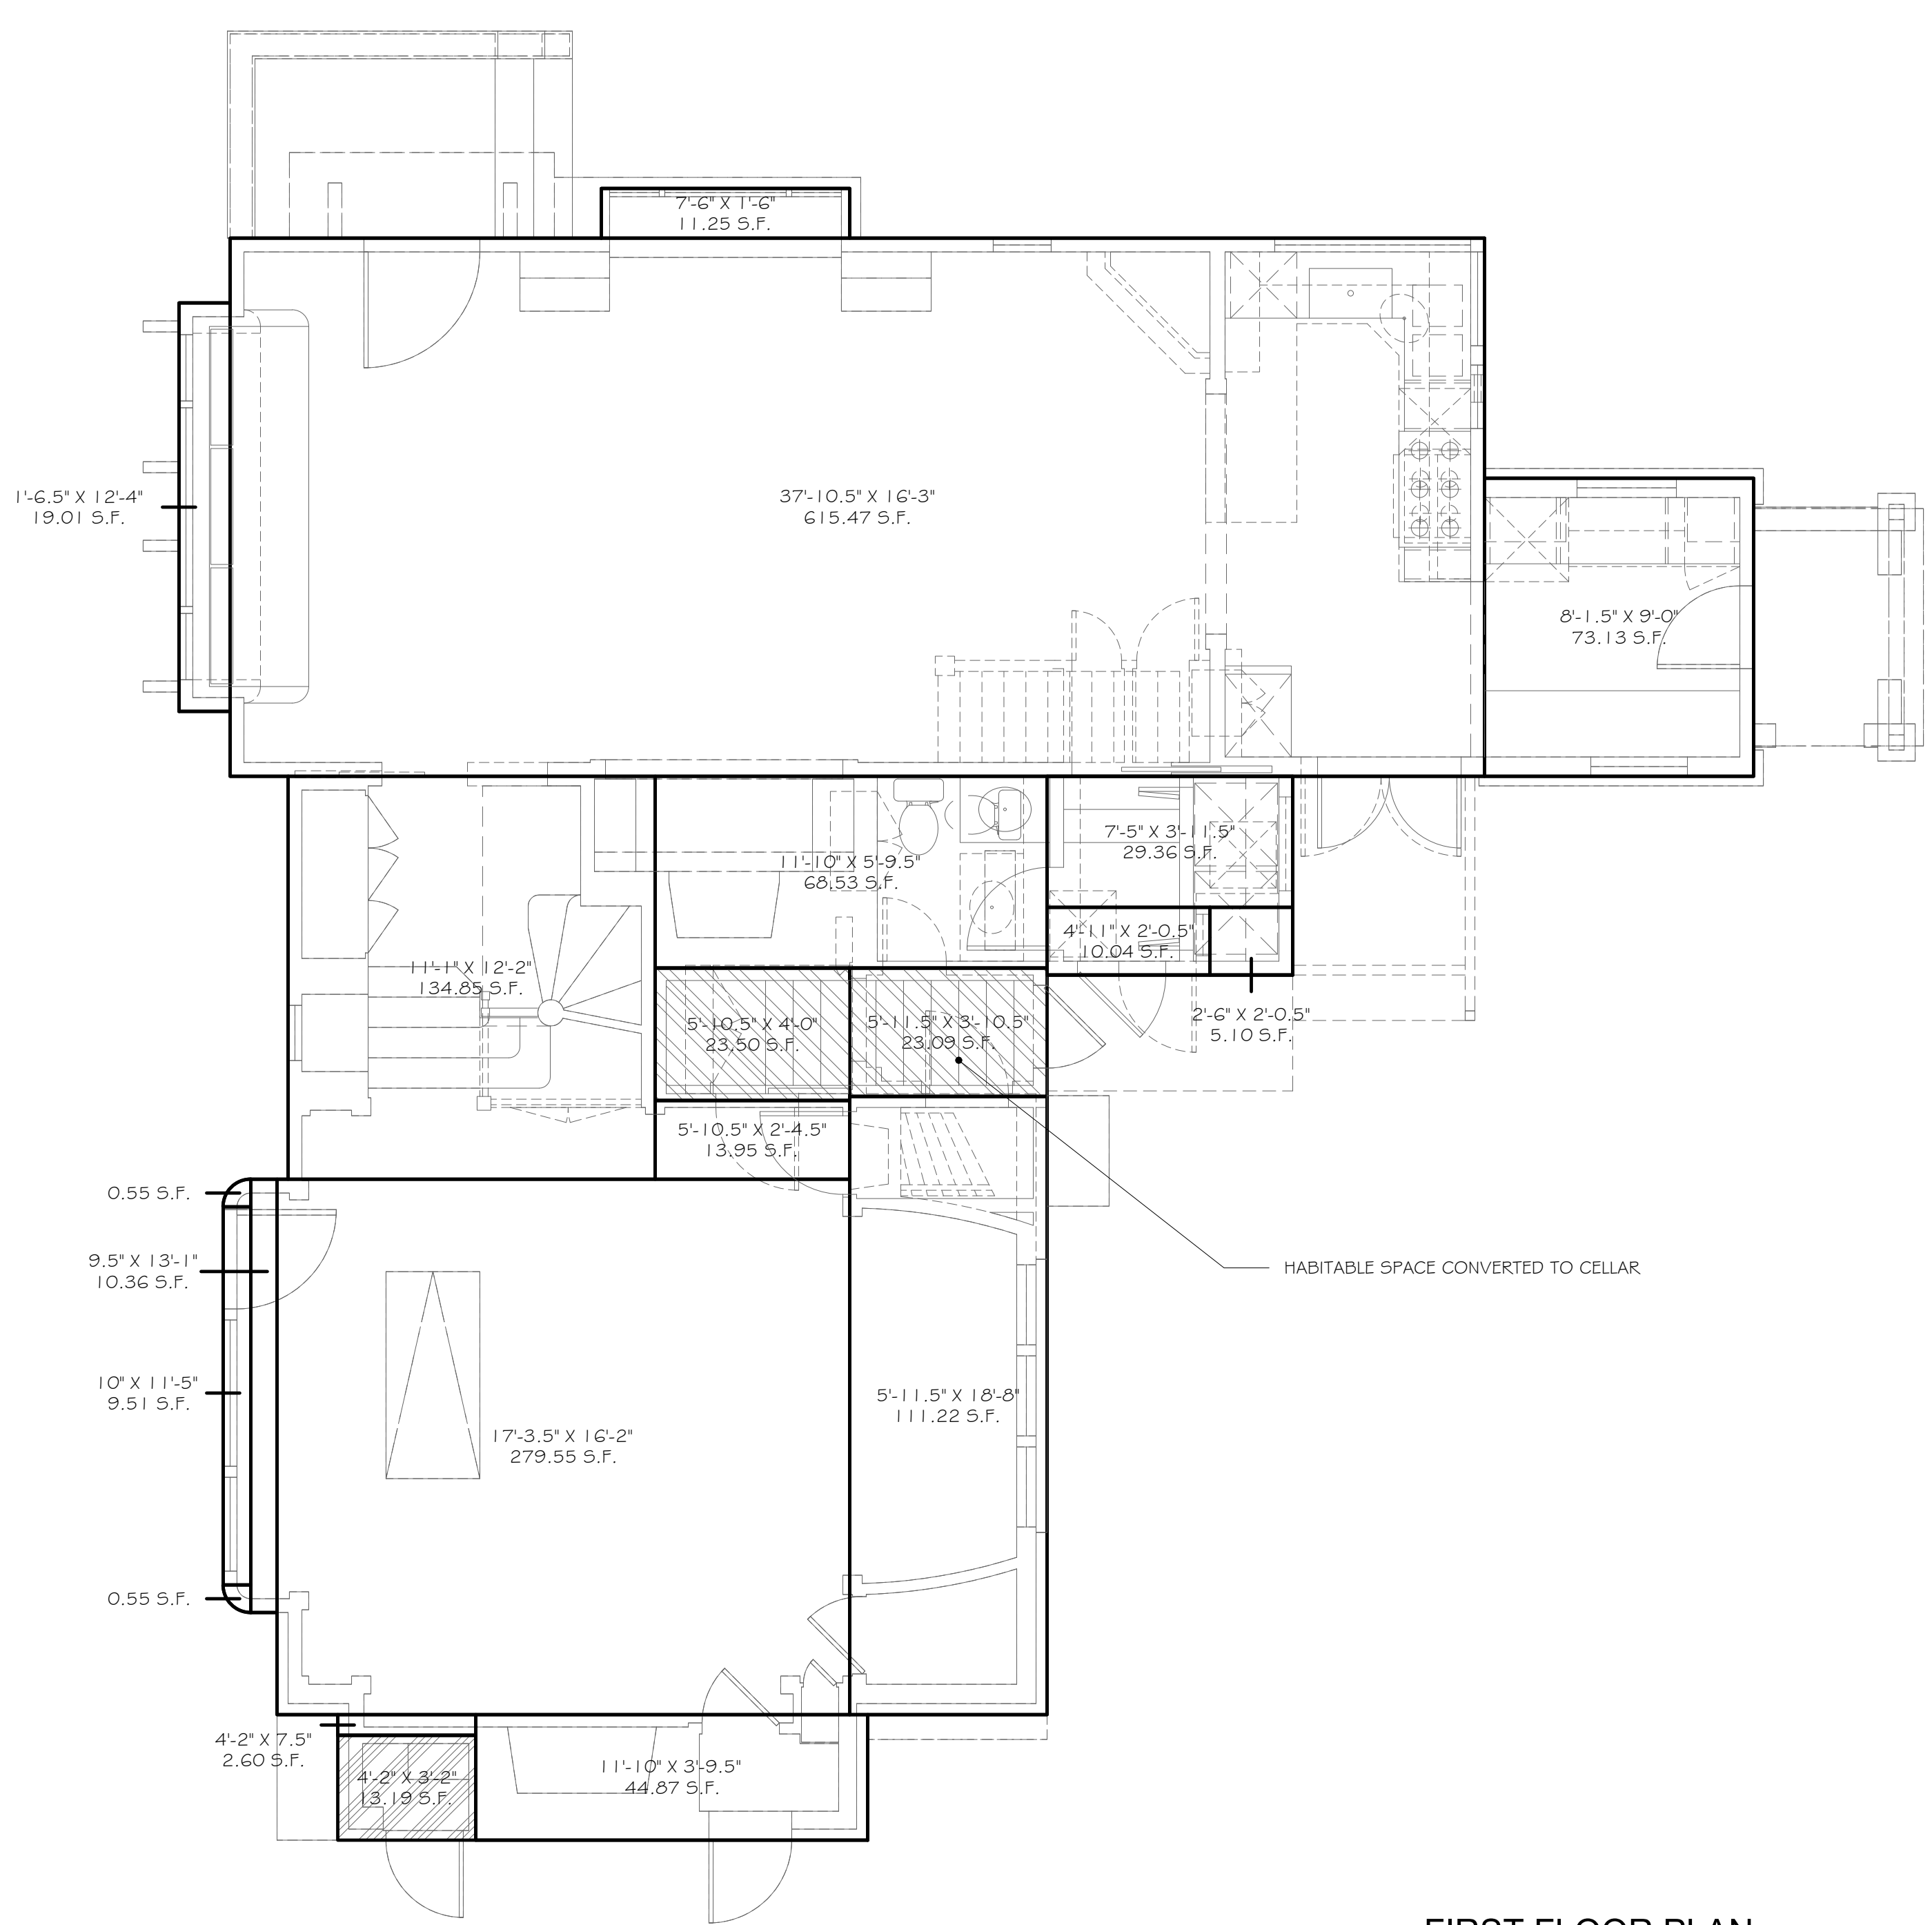 7'-6" X 1'-6"
11.25 S.F.
1'-6.5" X 12'-4"
19.01 S.F.
37'-10.5" X 16'-3"
615.47 S.F.
8'-1.5" X 9'-0"
73.13 S.F.
7'-5" X 3'-11.5"
29.36 S.F.
11'-10" X 5'-9.5"
68.53 S.F.
4'-11" X 2'-0.5"
10.04 S.F.
11'-1" X 12'-2"
134.85 S.F.
2'-6" X 2'-0.5"
5.10 S.F.
5'-10.5" X 4'-0"
23.50 S.F.
5'-11.5" X 3'-10.5"
23.09 S.F.
5'-10.5" X 2'-4.5"
13.95 S.F.
0.55 S.F.
9.5" X 13'-1"
10.36 S.F.
HABITABLE SPACE CONVERTED TO CELLAR
10" X 11'-5"
9.51 S.F.
5'-11.5" X 18'-8"
111.22 S.F.
17'-3.5" X 16'-2"
279.55 S.F.
0.55 S.F.
4'-2" X 7.5"
2.60 S.F.
4'-2" X 3'-2"
13.19 S.F.
11'-10" X 3'-9.5"
44.87 S.F.
FIRST FLOOR PLAN